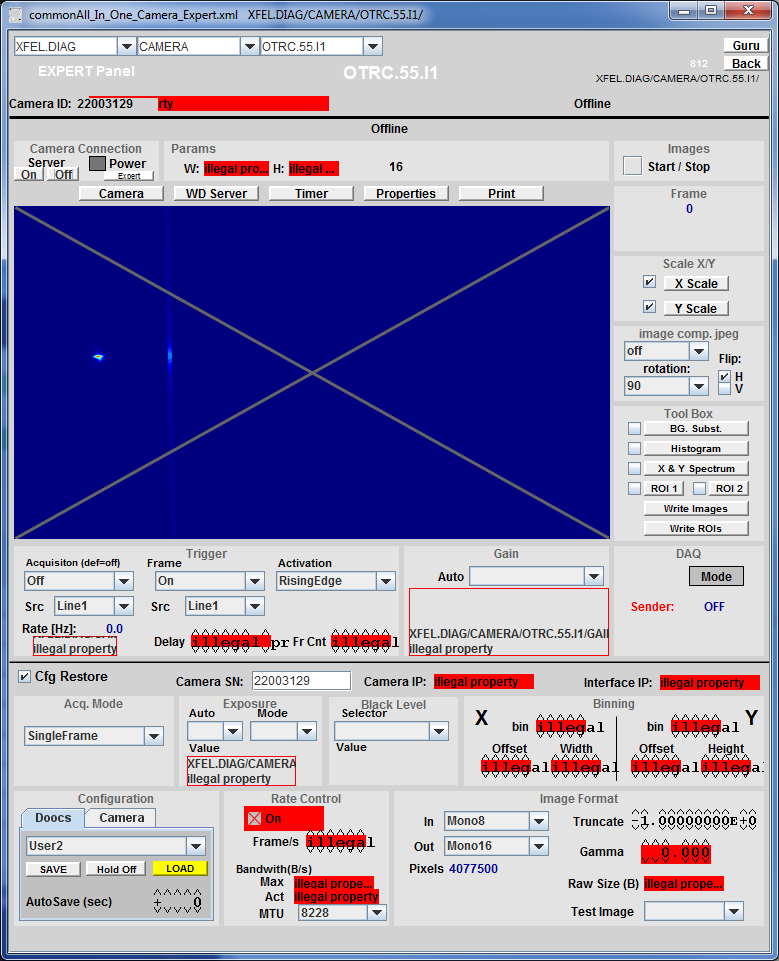 commonAll_In_One_Camera_Expert.xml XFEL.DIAG/CAMERA/OTRC.55.I1/
XFEL.DIAG CAMERA OTRC.55.I1 Guru
EXPERT Panel OTRC.55.I1 812 Back
XFEL.DIAG/CAMERA/OTRC.55.I1/
Camera ID: 22003129 rty Offline
Offline
Camera Connection Params Images
Server Power W: illegal pro... H: illegal ... 16 Start / Stop
On Off Expert
Camera WD Server Timer Properties Print Frame
0
Scale X/Y
X Scale
Y Scale
image comp. jpeg
off Flip:
rotation: H
90 V
Tool Box
BG. Subst.
Histogram
X & Y Spectrum
ROI 1 ROI 2
Write Images
Write ROIs
Trigger Gain DAQ
Acquisiton (def=off) Frame Activation
Off On RisingEdge Auto Mode
Src Line1 Src Line1 Sender: OFF
Rate [Hz]: 0.0 XFEL.DIAG/CAMERA/OTRC.55.I1/GAI
illegal property Delay illegal pr Fr Cnt illegal illegal property
Cfg Restore Camera SN: 22003129 Camera IP: illegal property Interface IP: illegal property
Acq. Mode Exposure Black Level Binning
Auto Mode Selector X bin illegal bin illegal Y
SingleFrame
Value Value Offset Width Offset Height
XFEL.DIAG/CAMERA illegal illegal illegal illegal
illegal property
Configuration Rate Control Image Format
Doocs Camera On In Mono8 Truncate -1.00000000E+0
User2 Frame/s illegal Out Mono16 Gamma 0.000
SAVE Hold Off LOAD Bandwith(B/s) Pixels 4077500
Max illegal prope... Raw Size (B) illegal prope...
AutoSave (sec) + 0 Act illegal property
MTU 8228 Test Image